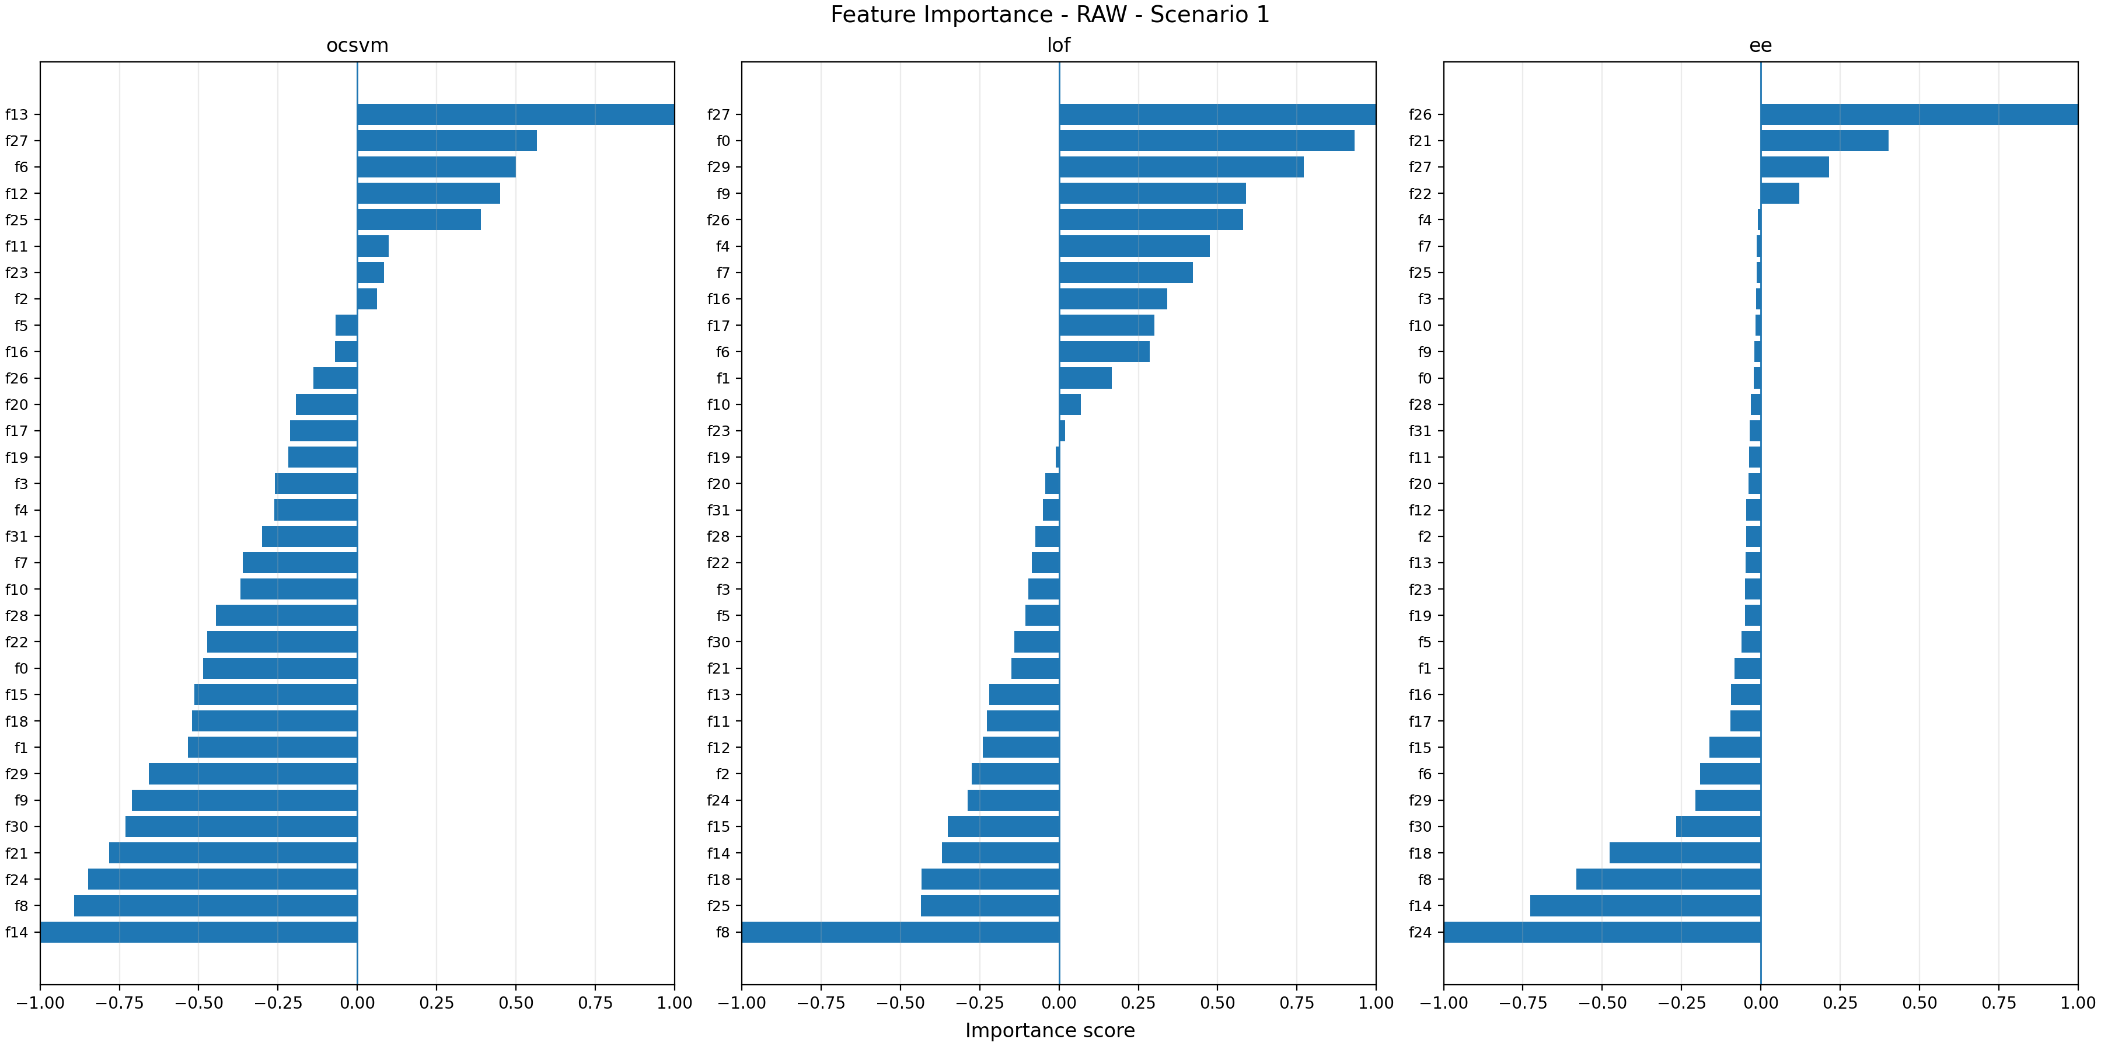 Feature Importance - RAW - Scenario 1
ocsvm
f13
f27
f6
f12
f25
f11
f23
f2
f5
f16
f26
f20
f17
f19
f3
f4
f31
f7
f10
f28
f22
f0
f15
f18
f1
f29
f9
f30
f21
f24
f8
f14
−1.00 −0.75 −0.50 −0.25 0.00 0.25 0.50 0.75 1.00
lof
f27
f0
f29
f9
f26
f4
f7
f16
f17
f6
f1
f10
f23
f19
f20
f31
f28
f22
f3
f5
f30
f21
f13
f11
f12
f2
f24
f15
f14
f18
f25
f8
−1.00 −0.75 −0.50 −0.25 0.00 0.25 0.50 0.75 1.00
Importance score
ee
f26
f21
f27
f22
f4
f7
f25
f3
f10
f9
f0
f28
f31
f11
f20
f12
f2
f13
f23
f19
f5
f1
f16
f17
f15
f6
f29
f30
f18
f8
f14
f24
−1.00 −0.75 −0.50 −0.25 0.00 0.25 0.50 0.75 1.00